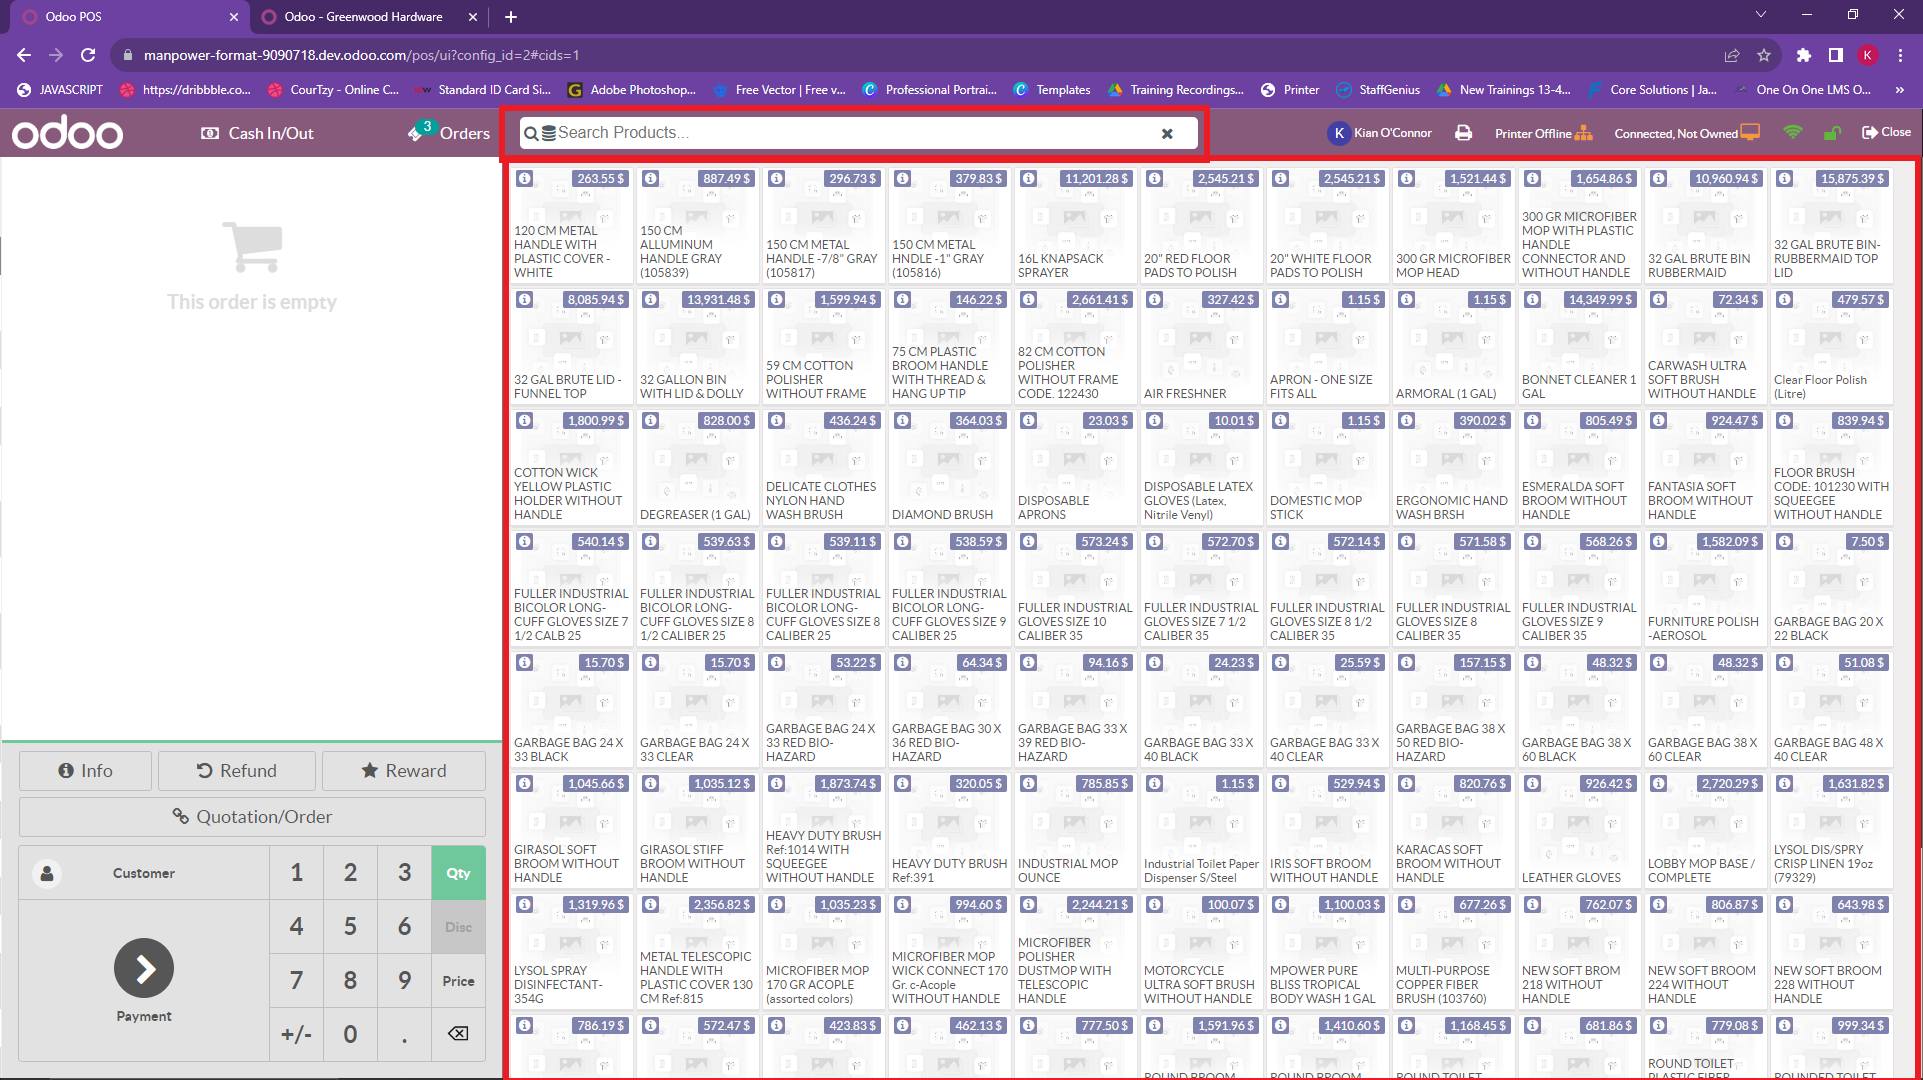 Odoo POS
Odoo - Greenwood Hardware
manpower-format-9090718.dev.odoo.com/pos/ui?config_id=2#cids=1
K
JAVASCRIPT
https://dribbble.co...
CourTzy - Online C...
Standard ID Card Si...
Adobe Photoshop...
Free Vector | Free v...
Professional Portrai...
Templates
Training Recordings...
Printer
StaffGenius
New Trainings 13-4...
Core Solutions | Ja...
One On One LMS O...
»
odoo
Cash In/Out
3
Orders
Search Products...
K
Kian O'Connor
Printer Offline
Connected, Not Owned
Close
This order is empty
Info
Refund
Reward
Quotation/Order
Customer
1 2 3 Qty
4 5 6 Disc
7 8 9 Price
+/- 0 .
Payment
263.55 $
120 CM METAL
HANDLE WITH
PLASTIC COVER -
WHITE
887.49 $
150 CM
ALLUMINUM
HANDLE GRAY
(105839)
296.73 $
150 CM METAL
HANDLE -7/8" GRAY
(105817)
379.83 $
150 CM METAL
HNDLE -1" GRAY
(105816)
11,201.28 $
16L KNAPSACK
SPRAYER
2,545.21 $
20" RED FLOOR
PADS TO POLISH
2,545.21 $
20" WHITE FLOOR
PADS TO POLISH
1,521.44 $
300 GR MICROFIBER
MOP HEAD
1,654.86 $
300 GR MICROFIBER
MOP WITH PLASTIC
HANDLE
CONNECTOR AND
WITHOUT HANDLE
10,960.94 $
32 GAL BRUTE BIN
RUBBERMAID
15,875.39 $
32 GAL BRUTE BIN-
RUBBERMAID TOP
LID
8,085.94 $
32 GAL BRUTE LID -
FUNNEL TOP
13,931.48 $
32 GALLON BIN
WITH LID & DOLLY
1,599.94 $
59 CM COTTON
POLISHER
WITHOUT FRAME
146.22 $
75 CM PLASTIC
BROOM HANDLE
WITH THREAD &
HANG UP TIP
2,661.41 $
82 CM COTTON
POLISHER
WITHOUT FRAME
CODE. 122430
327.42 $
AIR FRESHNER
1.15 $
APRON - ONE SIZE
FITS ALL
1.15 $
ARMORAL (1 GAL)
14,349.99 $
BONNET CLEANER 1
GAL
72.34 $
CARWASH ULTRA
SOFT BRUSH
WITHOUT HANDLE
479.57 $
Clear Floor Polish
(Litre)
1,800.99 $
COTTON WICK
YELLOW PLASTIC
HOLDER WITHOUT
HANDLE
828.00 $
DEGREASER (1 GAL)
436.24 $
DELICATE CLOTHES
NYLON HAND
WASH BRUSH
364.03 $
DIAMOND BRUSH
23.03 $
DISPOSABLE
APRONS
10.01 $
DISPOSABLE LATEX
GLOVES (Latex,
Nitrile Venyl)
1.15 $
DOMESTIC MOP
STICK
390.02 $
ERGONOMIC HAND
WASH BRSH
805.49 $
ESMERALDA SOFT
BROOM WITHOUT
HANDLE
924.47 $
FANTASIA SOFT
BROOM WITHOUT
HANDLE
839.94 $
FLOOR BRUSH
CODE: 101230 WITH
SQUEEGEE
WITHOUT HANDLE
540.14 $
FULLER INDUSTRIAL
BICOLOR LONG-
CUFF GLOVES SIZE 7
1/2 CALB 25
539.63 $
FULLER INDUSTRIAL
BICOLOR LONG-
CUFF GLOVES SIZE 8
1/2 CALIBER 25
539.11 $
FULLER INDUSTRIAL
BICOLOR LONG-
CUFF GLOVES SIZE 8
CALIBER 25
538.59 $
FULLER INDUSTRIAL
BICOLOR LONG-
CUFF GLOVES SIZE 9
CALIBER 25
573.24 $
FULLER INDUSTRIAL
GLOVES SIZE 10
CALIBER 35
572.70 $
FULLER INDUSTRIAL
GLOVES SIZE 7 1/2
CALIBER 35
572.14 $
FULLER INDUSTRIAL
GLOVES SIZE 8 1/2
CALIBER 35
571.58 $
FULLER INDUSTRIAL
GLOVES SIZE 8
CALIBER 35
568.26 $
FULLER INDUSTRIAL
GLOVES SIZE 9
CALIBER 35
1,582.09 $
FURNITURE POLISH
-AEROSOL
7.50 $
GARBAGE BAG 20 X
22 BLACK
15.70 $
GARBAGE BAG 24 X
33 BLACK
15.70 $
GARBAGE BAG 24 X
33 CLEAR
53.22 $
GARBAGE BAG 24 X
33 RED BIO-
HAZARD
64.34 $
GARBAGE BAG 30 X
36 RED BIO-
HAZARD
94.16 $
GARBAGE BAG 33 X
39 RED BIO-
HAZARD
24.23 $
GARBAGE BAG 33 X
40 BLACK
25.59 $
GARBAGE BAG 33 X
40 CLEAR
157.15 $
GARBAGE BAG 38 X
50 RED BIO-
HAZARD
48.32 $
GARBAGE BAG 38 X
60 BLACK
48.32 $
GARBAGE BAG 38 X
60 CLEAR
51.08 $
GARBAGE BAG 48 X
40 CLEAR
1,045.66 $
GIRASOL SOFT
BROOM WITHOUT
HANDLE
1,035.12 $
GIRASOL STIFF
BROOM WITHOUT
HANDLE
1,873.74 $
HEAVY DUTY BRUSH
Ref:1014 WITH
SQUEEGEE
WITHOUT HANDLE
320.05 $
HEAVY DUTY BRUSH
Ref:391
785.85 $
INDUSTRIAL MOP
OUNCE
1.15 $
Industrial Toilet Paper
Dispenser S/Steel
529.94 $
IRIS SOFT BROOM
WITHOUT HANDLE
820.76 $
KARACAS SOFT
BROOM WITHOUT
HANDLE
926.42 $
LEATHER GLOVES
2,720.29 $
LOBBY MOP BASE /
COMPLETE
1,631.82 $
LYSOL DIS/SPRY
CRISP LINEN 19oz
(79329)
1,319.96 $
LYSOL SPRAY
DISINFECTANT-
354G
2,356.82 $
METAL TELESCOPIC
HANDLE WITH
PLASTIC COVER 130
CM Ref:815
1,035.23 $
MICROFIBER MOP
170 GR ACOPLE
(assorted colors)
994.60 $
MICROFIBER MOP
WICK CONNECT 170
Gr. c-Acople
WITHOUT HANDLE
2,244.21 $
MICROFIBER
POLISHER
DUSTMOP WITH
TELESCOPIC
HANDLE
100.07 $
MOTORCYCLE
ULTRA SOFT BRUSH
WITHOUT HANDLE
1,100.03 $
MPOWER PURE
BLISS TROPICAL
BODY WASH 1 GAL
677.26 $
MULTI-PURPOSE
COPPER FIBER
BRUSH (103760)
762.07 $
NEW SOFT BROM
218 WITHOUT
HANDLE
806.87 $
NEW SOFT BROOM
224 WITHOUT
HANDLE
643.98 $
NEW SOFT BROOM
228 WITHOUT
HANDLE
786.19 $
572.47 $
423.83 $
462.13 $
777.50 $
1,591.96 $
ROUND BROOM
1,410.60 $
ROUND TOILET
1,168.45 $
681.86 $
779.08 $
ROUND TOILET
PLASTIC FIBER
999.34 $
ROUNDED TOILET